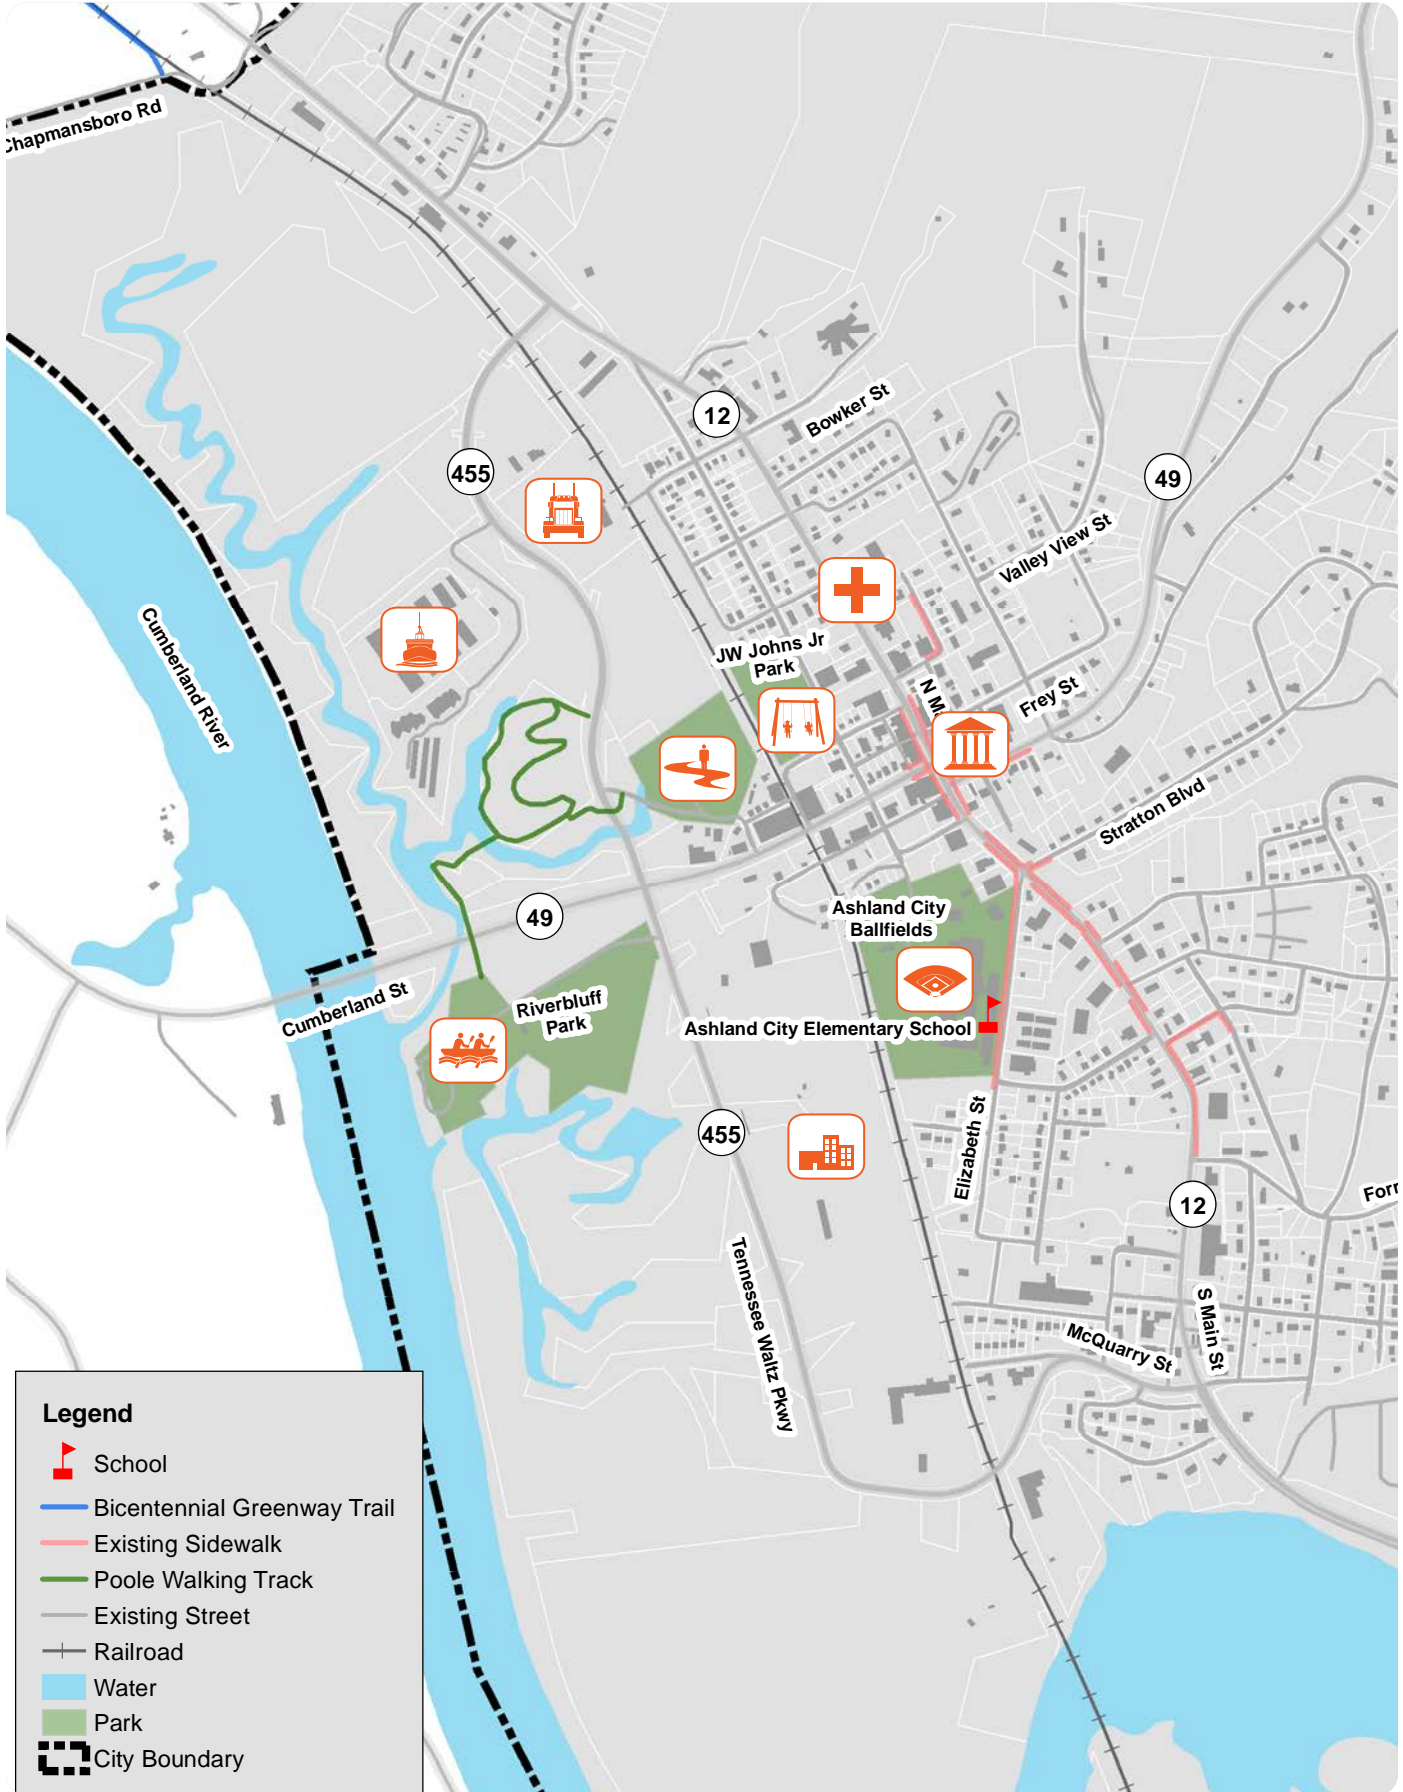 Chapmansboro Rd
12
Bowker St
455
49
Valley View St
Cumberland River
JW Johns Jr
Park
N M
Frey St
Stratton Blvd
Ashland City
Ballfields
49
Cumberland St
Riverbluff
Park
Ashland City Elementary School
455
Elizabeth St
12
Forr
Tennessee Waltz Pkwy
S Main St
McQuarry St
Legend
School
Bicentennial Greenway Trail
Existing Sidewalk
Poole Walking Track
Existing Street
Railroad
Water
Park
City Boundary